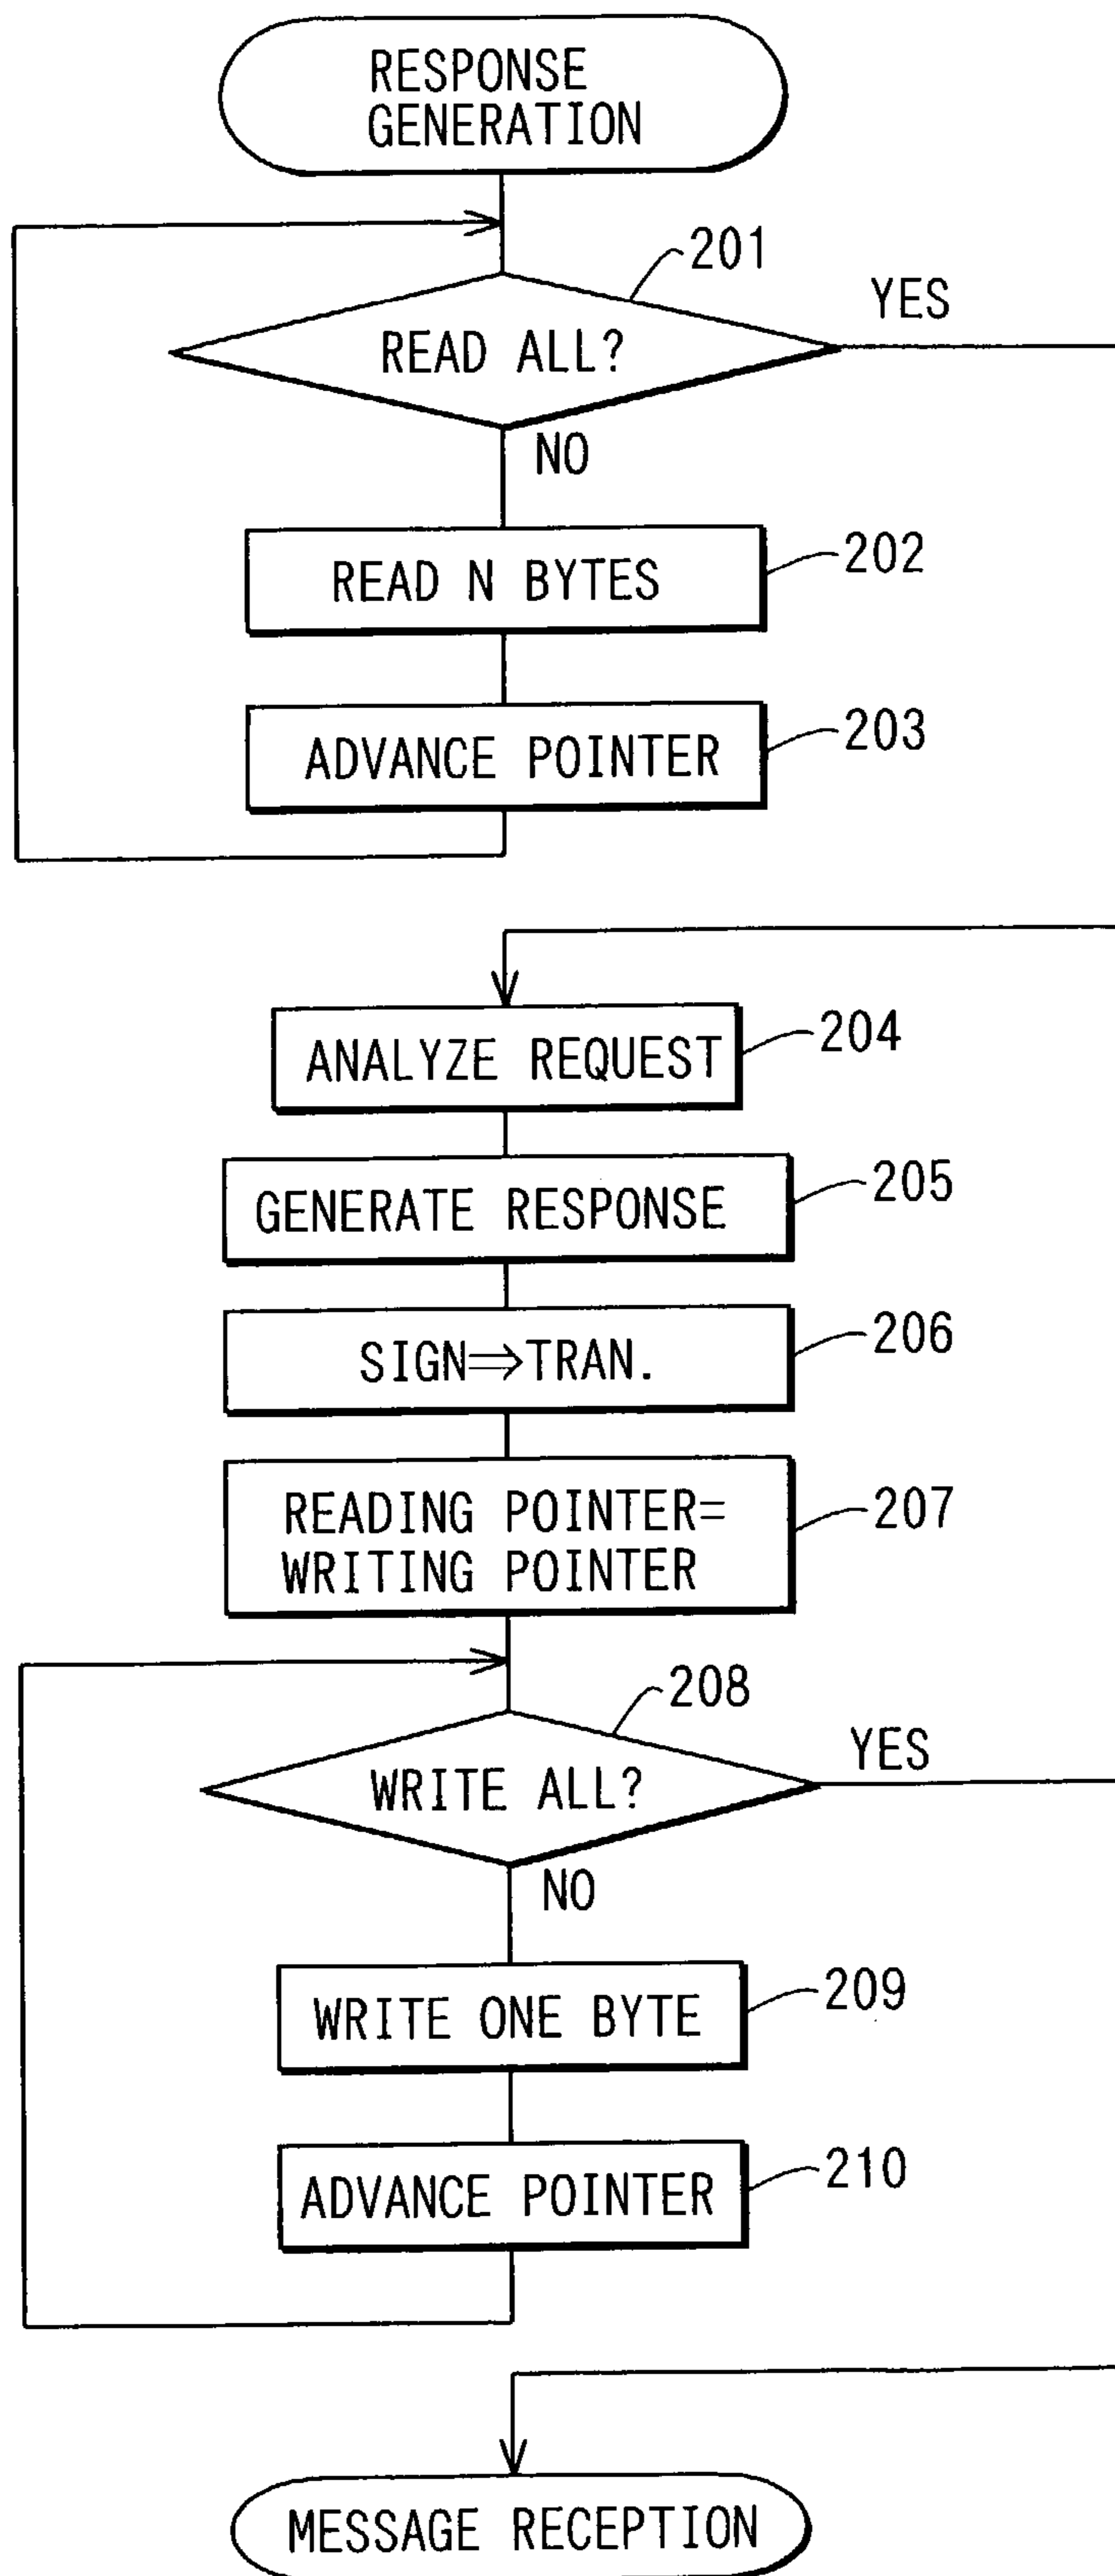 RESPONSE
GENERATION
201
YES
READ ALL?
NO
202
READ N BYTES
203
ADVANCE POINTER
204
ANALYZE REQUEST
205
GENERATE RESPONSE
206
SIGN⇒TRAN.
207
READING POINTER=
WRITING POINTER
208
YES
WRITE ALL?
NO
209
WRITE ONE BYTE
210
ADVANCE POINTER
MESSAGE RECEPTION